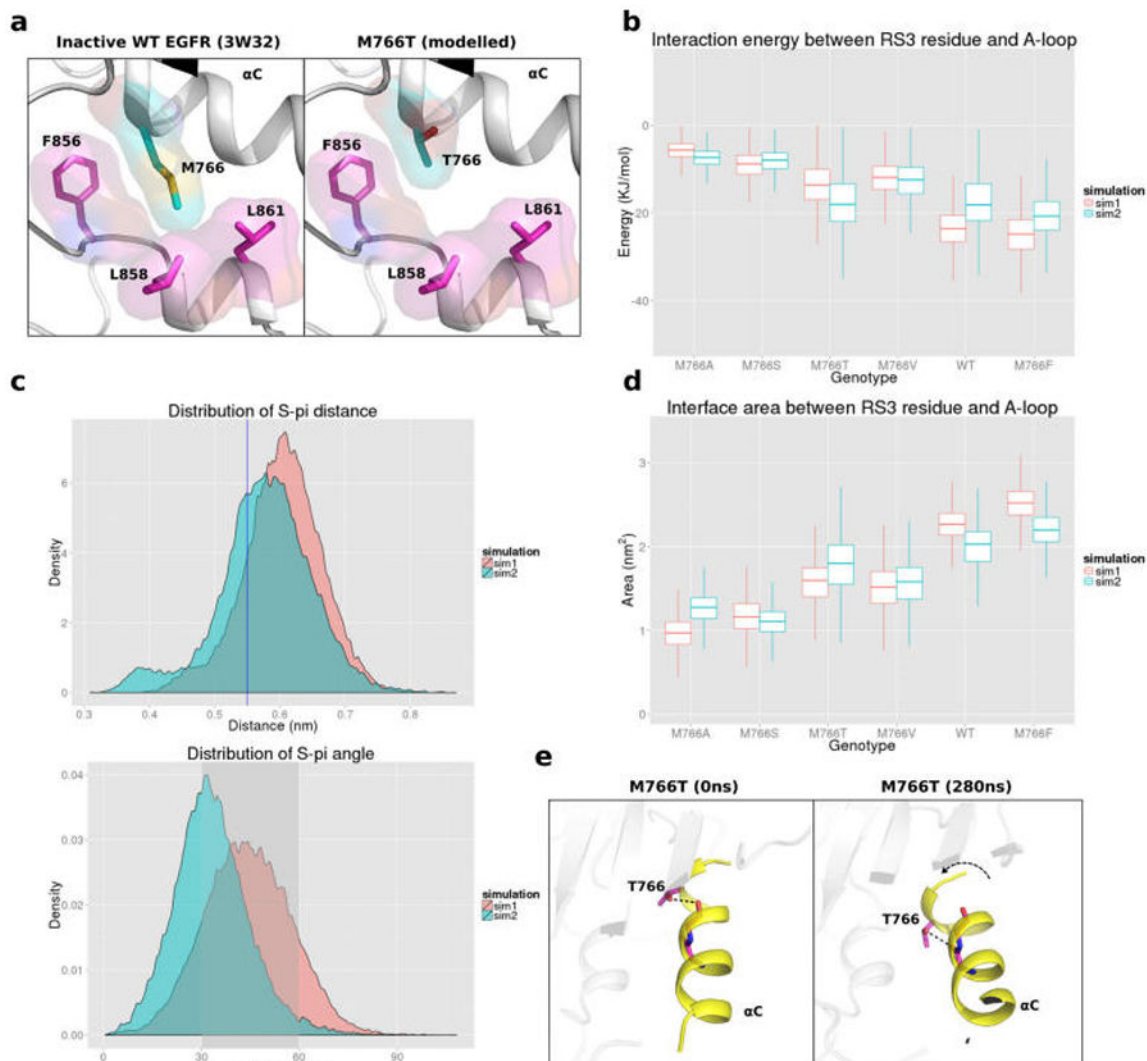 a
Inactive WT EGFR (3W32)
M766T (modelled)
αC
αC
F856
M766
L861
L858
F856
T766
L861
L858
b
Interaction energy between RS3 residue and A-loop
Energy (KJ/mol)
0
-20
-40
M766A M766S M766T M766V WT M766F
Genotype
simulation
sim1
sim2
c
Distribution of S-pi distance
Density
6
4
2
0
0.3 0.4 0.5 0.6 0.7 0.8
Distance (nm)
simulation
sim1
sim2
Distribution of S-pi angle
Density
0.04
0.03
0.02
0.01
0.00
0 30 60 90
simulation
sim1
sim2
d
Interface area between RS3 residue and A-loop
Area (nm²)
3
2
1
0
M766A M766S M766T M766V WT M766F
Genotype
simulation
sim1
sim2
e
M766T (0ns)
M766T (280ns)
T766
αC
T766
αC